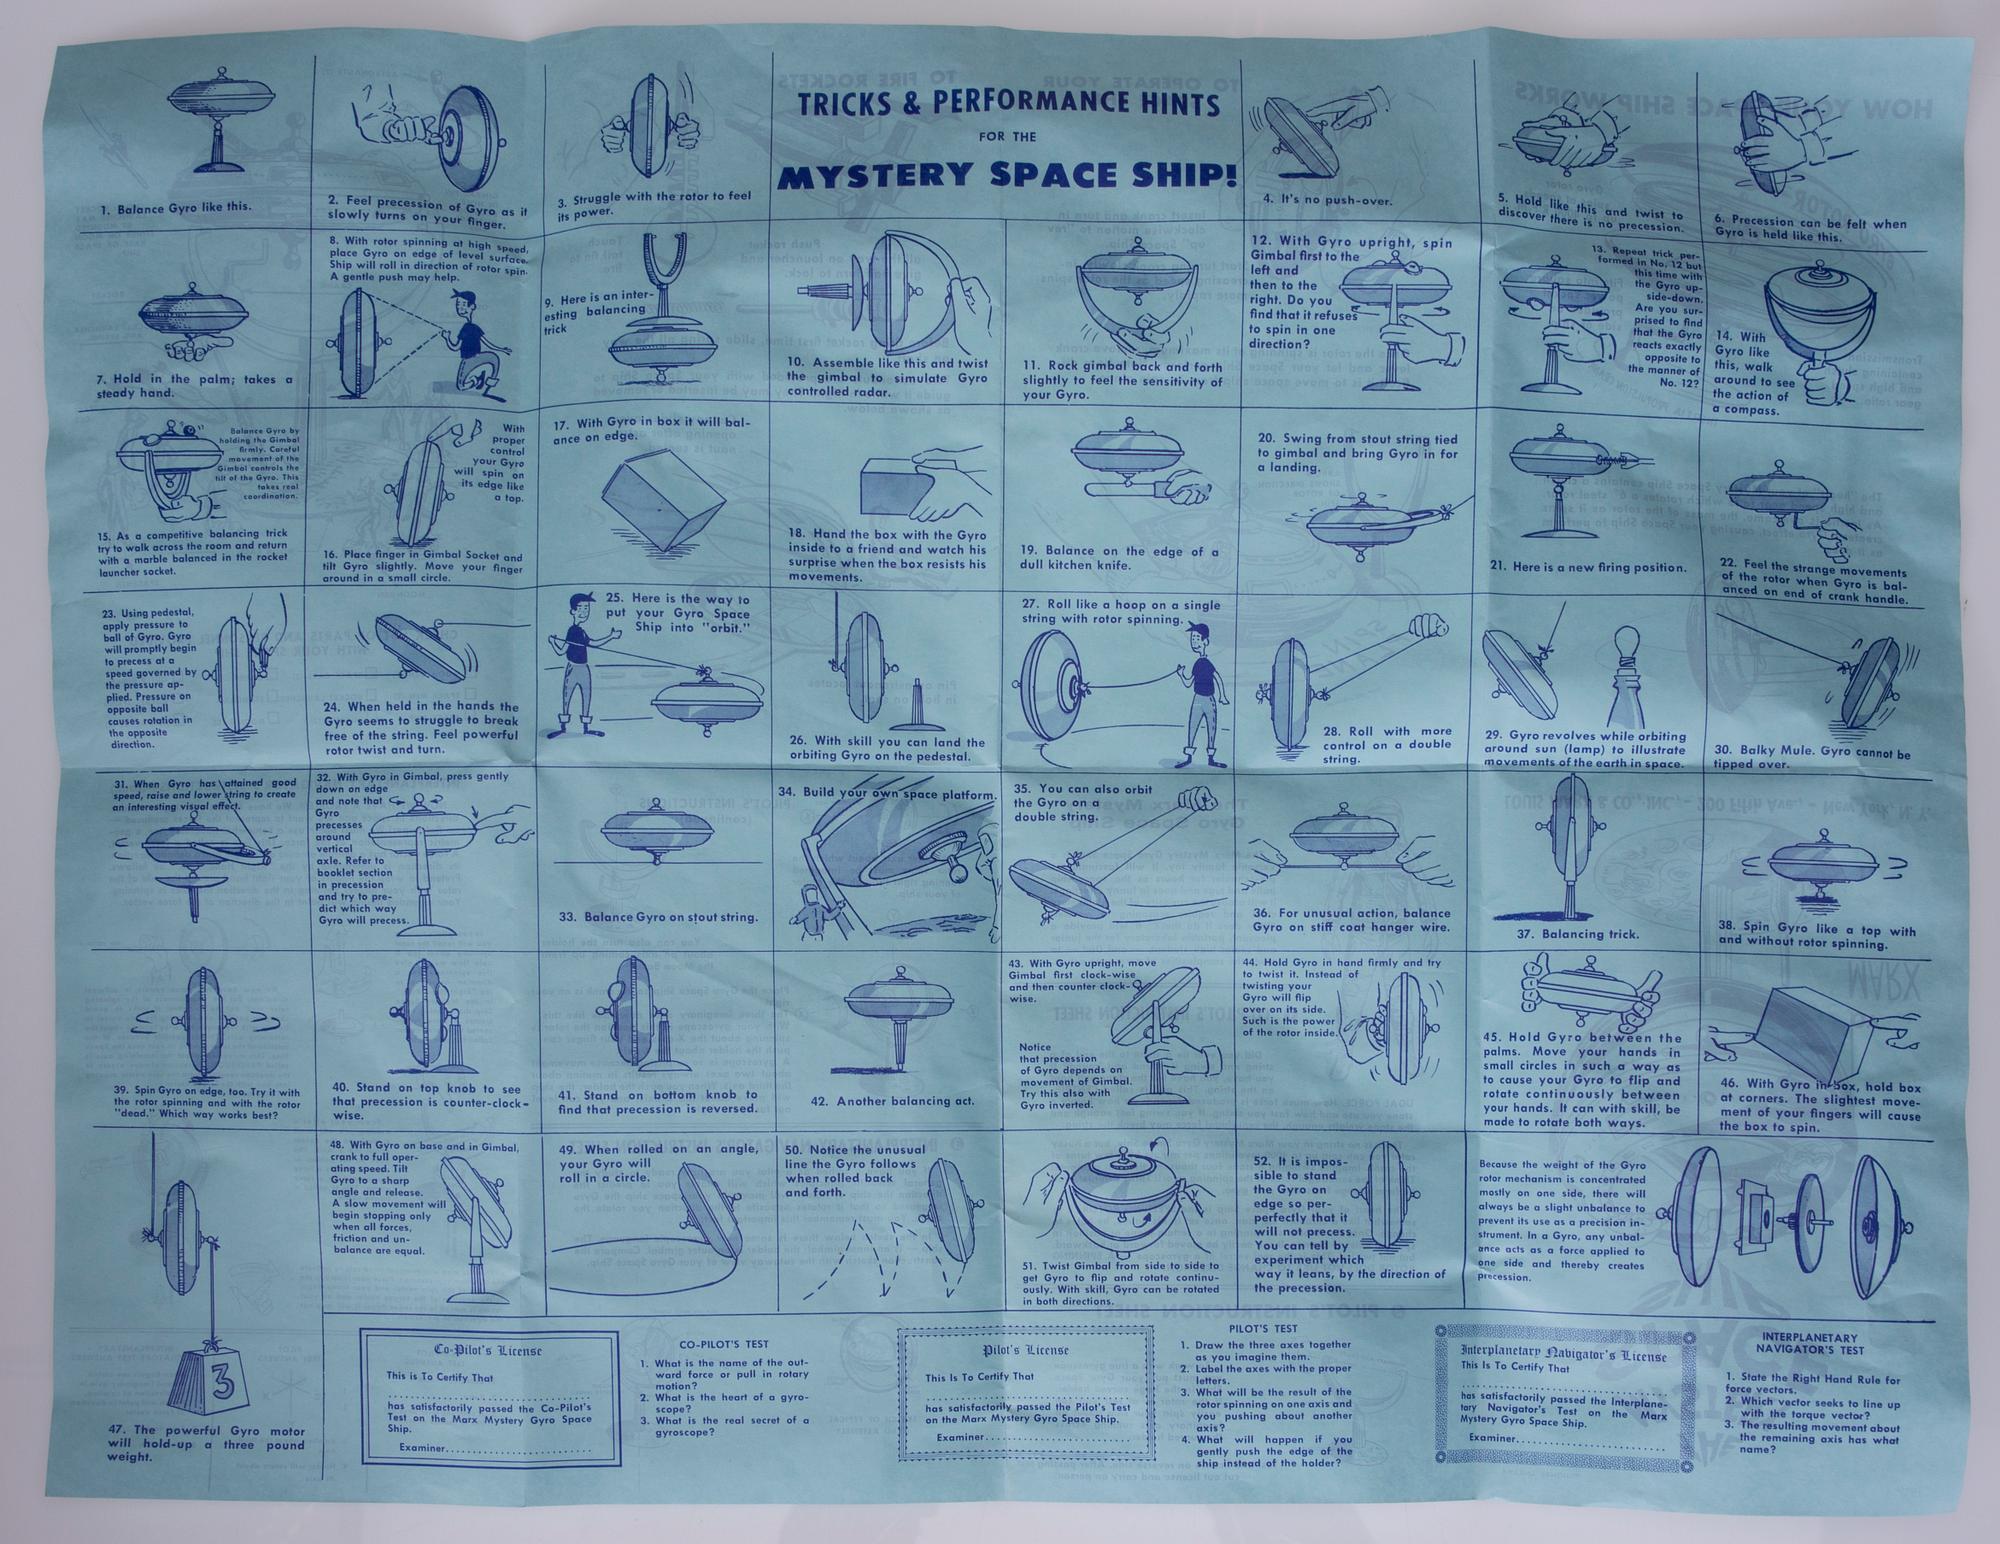 TRICKS & PERFORMANCE HINTS
FOR THE
MYSTERY SPACE SHIP!
1. Balance Gyro like this.
2. Feel precession of Gyro as it
slowly turns on your finger.
3. Struggle with the rotor to feel
its power.
4. It's no push-over.
5. Hold like this and twist to
discover there is no precession.
6. Precession can be felt when
Gyro is held like this.
7. Hold in the palm; takes a
steady hand.
8. With rotor spinning at high speed,
place Gyro on edge of level surface.
Ship will roll in direction of rotor spin.
A gentle push may help.
9. Here is an inter-
esting balancing
trick
10. Assemble like this and twist
the gimbal to simulate Gyro
controlled radar.
11. Rock gimbal back and forth
slightly to feel the sensitivity of
your Gyro.
12. With Gyro upright, spin
Gimbal first to the
left and
then to the
right. Do you
find that it refuses
to spin in one
direction?
13. Repeat trick per-
formed in No. 12 but
this time with
the Gyro up-
side-down.
Are you sur-
prised to find
that the Gyro
reacts exactly
opposite to
the manner of
No. 12?
14. With
Gyro like
this, walk
around to see
the action of
a compass.
Balance Gyro by
holding the Gimbal
firmly. Careful
movement of the
Gimbal controls the
tilt of the Gyro. This
takes real
coordination.
15. As a competitive balancing trick
try to walk across the room and return
with a marble balanced in the rocket
launcher socket.
With
proper
control
your Gyro
will spin on
its edge like
a top.
16. Place finger in Gimbal Socket and
tilt Gyro slightly. Move your finger
around in a small circle.
17. With Gyro in box it will bal-
ance on edge.
18. Hand the box with the Gyro
inside to a friend and watch his
surprise when the box resists his
movements.
19. Balance on the edge of a
dull kitchen knife.
20. Swing from stout string tied
to gimbal and bring Gyro in for
a landing.
21. Here is a new firing position.
22. Feel the strange movements
of the rotor when Gyro is bal-
anced on end of crank handle.
23. Using pedestal,
apply pressure to
ball of Gyro. Gyro
will promptly begin
to precess at a
speed governed by
the pressure ap-
plied. Pressure on
opposite ball
causes rotation in
the opposite
direction.
24. When held in the hands the
Gyro seems to struggle to break
free of the string. Feel powerful
rotor twist and turn.
25. Here is the way to
put your Gyro Space
Ship into "orbit."
26. With skill you can land the
orbiting Gyro on the pedestal.
27. Roll like a hoop on a single
string with rotor spinning.
28. Roll with more
control on a double
string.
29. Gyro revolves while orbiting
around sun (lamp) to illustrate
movements of the earth in space.
30. Balky Mule. Gyro cannot be
tipped over.
31. When Gyro has attained good
speed, raise and lower string to create
an interesting visual effect.
32. With Gyro in Gimbal, press gently
down on edge
and note that
Gyro
precesses
around
vertical
axle. Refer to
booklet section
in precession
and try to pre-
dict which way
Gyro will precess.
33. Balance Gyro on stout string.
34. Build your own space platform.
35. You can also orbit
the Gyro on a
double string.
36. For unusual action, balance
Gyro on stiff coat hanger wire.
37. Balancing trick.
38. Spin Gyro like a top with
and without rotor spinning.
39. Spin Gyro on edge, too. Try it with
the rotor spinning and with the rotor
"dead." Which way works best?
40. Stand on top knob to see
that precession is counter-clock-
wise.
41. Stand on bottom knob to
find that precession is reversed.
42. Another balancing act.
43. With Gyro upright, move
Gimbal first clock-wise
and then counter clock-
wise.
Notice
that precession
of Gyro depends on
movement of Gimbal.
Try this also with
Gyro inverted.
44. Hold Gyro in hand firmly and try
to twist it. Instead of
twisting your
Gyro will flip
over on its side.
Such is the power
of the rotor inside.
45. Hold Gyro between the
palms. Move your hands in
small circles in such a way as
to cause your Gyro to flip and
rotate continuously between
your hands. It can with skill, be
made to rotate both ways.
46. With Gyro in box, hold box
at corners. The slightest move-
ment of your fingers will cause
the box to spin.
3
47. The powerful Gyro motor
will hold-up a three pound
weight.
48. With Gyro on base and in Gimbal,
crank to full oper-
ating speed. Tilt
Gyro to a sharp
angle and release.
A slow movement will
begin stopping only
when all forces,
friction and un-
balance are equal.
49. When rolled on an angle,
your Gyro will
roll in a circle.
50. Notice the unusual
line the Gyro follows
when rolled back
and forth.
51. Twist Gimbal from side to side to
get Gyro to flip and rotate continu-
ously. With skill, Gyro can be rotated
in both directions.
52. It is impos-
sible to stand
the Gyro on
edge so per-
perfectly that it
will not precess.
You can tell by
experiment which
way it leans, by the direction of
the precession.
Because the weight of the Gyro
rotor mechanism is concentrated
mostly on one side, there will
always be a slight unbalance to
prevent its use as a precision in-
strument. In a Gyro, any unbal-
ance acts as a force applied to
one side and thereby creates
precession.
Co-Pilot's License
This is To Certify That
has satisfactorily passed the Co-Pilot's
Test on the Marx Mystery Gyro Space
Ship.
Examiner
CO-PILOT'S TEST
1. What is the name of the out-
ward force or pull in rotary
motion?
2. What is the heart of a gyro-
scope?
3. What is the real secret of a
gyroscope?
Pilot's License
This Is To Certify That
has satisfactorily passed the Pilot's Test
on the Marx Mystery Gyro Space Ship.
Examiner
PILOT'S TEST
1. Draw the three axes together
as you imagine them.
2. Label the axes with the proper
letters.
3. What will be the result of the
rotor spinning on one axis and
you pushing about another
axis?
4. What will happen if you
gently push the edge of the
ship instead of the holder?
Interplanetary Navigator's License
This Is To Certify That
has satisfactorily passed the Interplane-
tary Navigator's Test on the Marx
Mystery Gyro Space Ship.
Examiner
INTERPLANETARY
NAVIGATOR'S TEST
1. State the Right Hand Rule for
force vectors.
2. Which vector seeks to line up
with the torque vector?
3. The resulting movement about
the remaining axis has what
name?